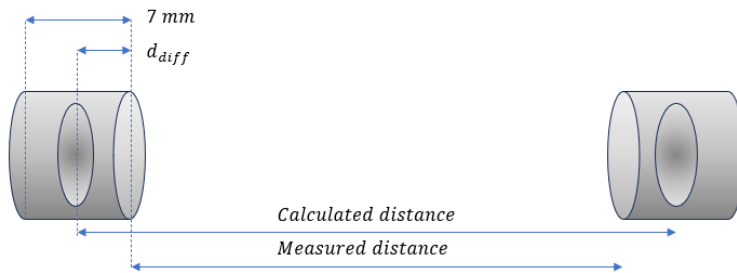 7 mm
d_diff
Calculated distance
Measured distance